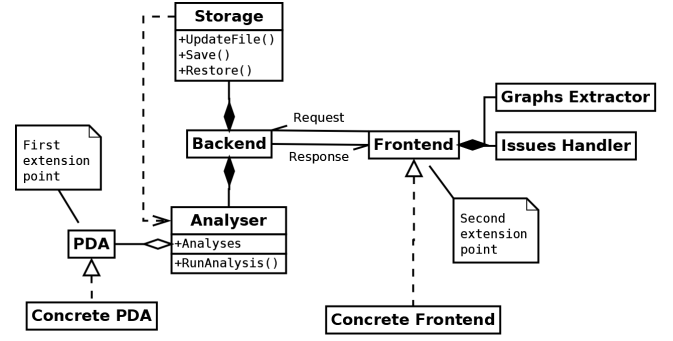 Storage
+UpdateFile()
+Save()
+Restore()
Request
Response
Backend
Frontend
Graphs Extractor
Issues Handler
First
extension
point
Analyser
+Analyses
+RunAnalysis()
PDA
Second
extension
point
Concrete PDA
Concrete Frontend